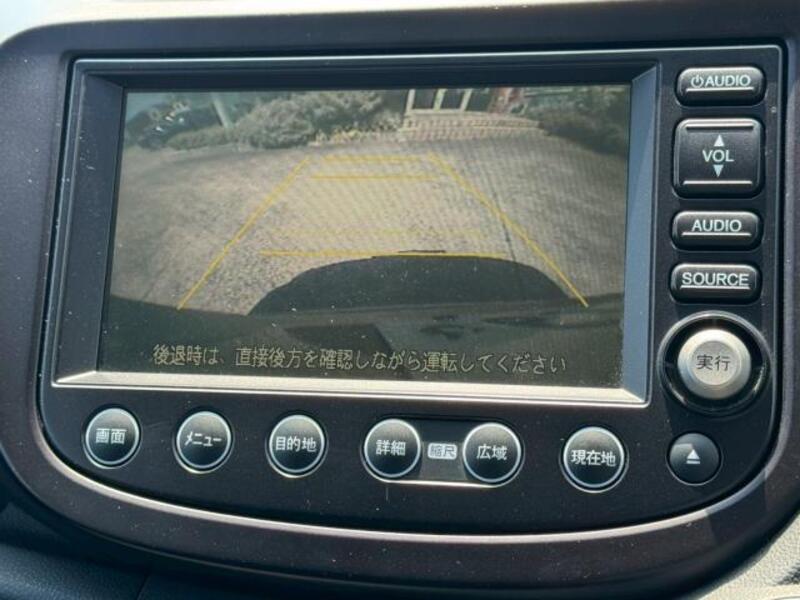 AUDIO
VOL
AUDIO
SOURCE
実行
後退時は、直接後方を確認しながら運転してください
画面
メニュー
目的地
詳細
縮尺
広域
現在地